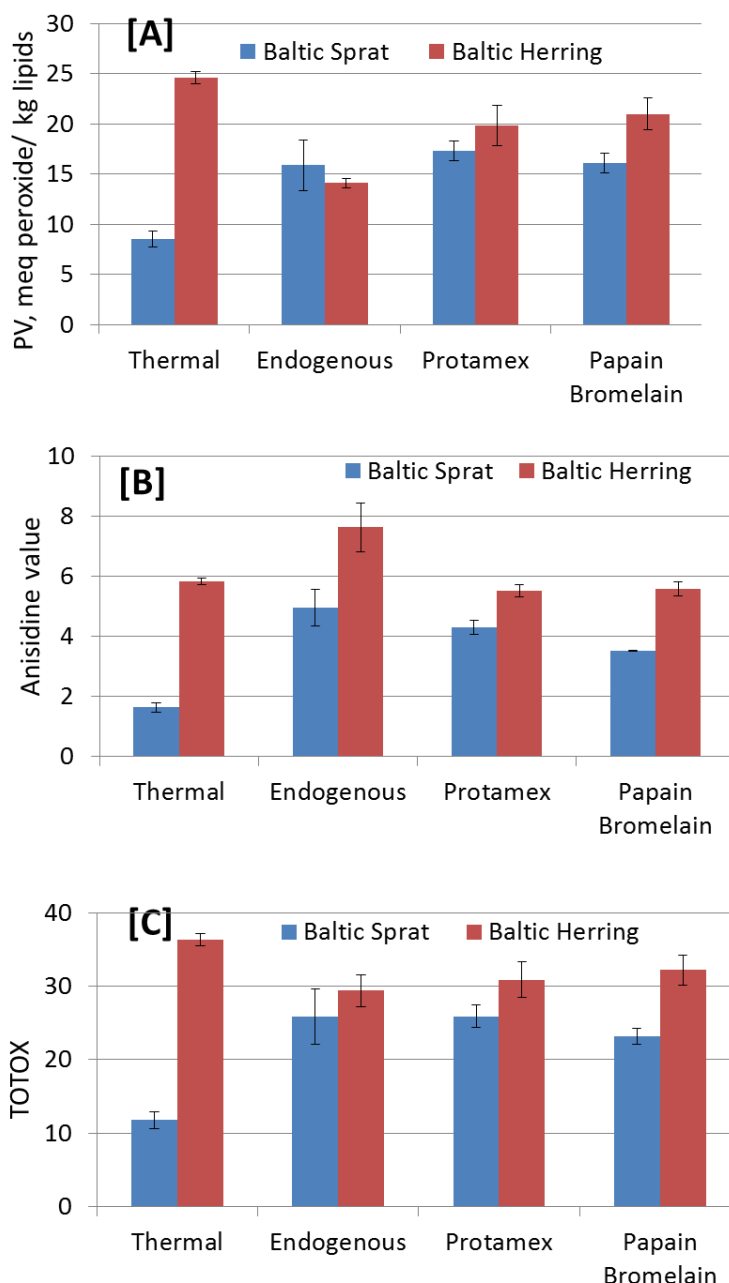 [A]
Baltic Sprat Baltic Herring
PV, meq peroxide/ kg lipids
30
25
20
15
10
5
0
Thermal Endogenous Protamex Papain
Bromelain
[B]
Baltic Sprat Baltic Herring
Anisidine value
10
8
6
4
2
0
Thermal Endogenous Protamex Papain
Bromelain
[C]
Baltic Sprat Baltic Herring
TOTOX
40
30
20
10
0
Thermal Endogenous Protamex Papain
Bromelain